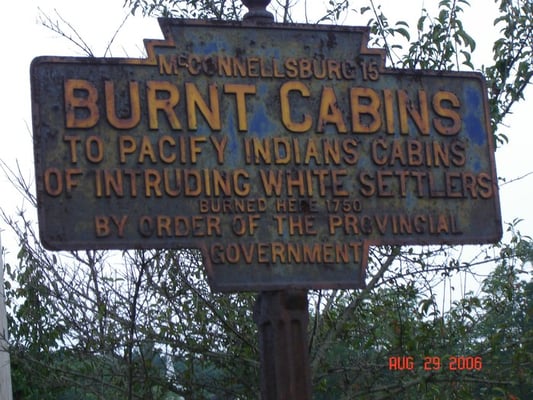 McCONNELLSBURG 15
BURNT CABINS
TO PACIFY INDIANS CABINS
OF INTRUDING WHITE SETTLERS
BURNED HERE 1750
BY ORDER OF THE PROVINCIAL
GOVERNMENT
AUG 29 2006